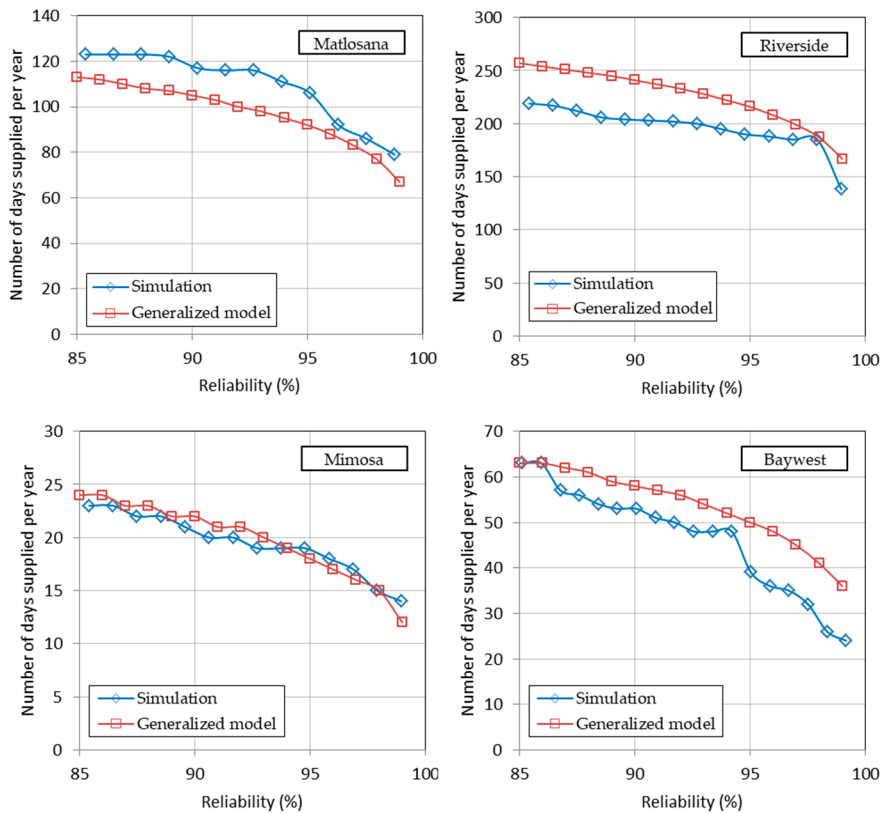 Matlosana
Number of days supplied per year
140
120
100
80
60
40
20
0
Simulation
Generalized model
85
90
95
100
Reliability (%)
Riverside
Number of days supplied per year
300
250
200
150
100
50
0
Simulation
Generalized model
85
90
95
100
Reliability (%)
Mimosa
Number of days supplied per year
30
25
20
15
10
5
0
Simulation
Generalized model
85
90
95
100
Reliability (%)
Baywest
Number of days supplied per year
70
60
50
40
30
20
10
0
Simulation
Generalized model
85
90
95
100
Reliability (%)